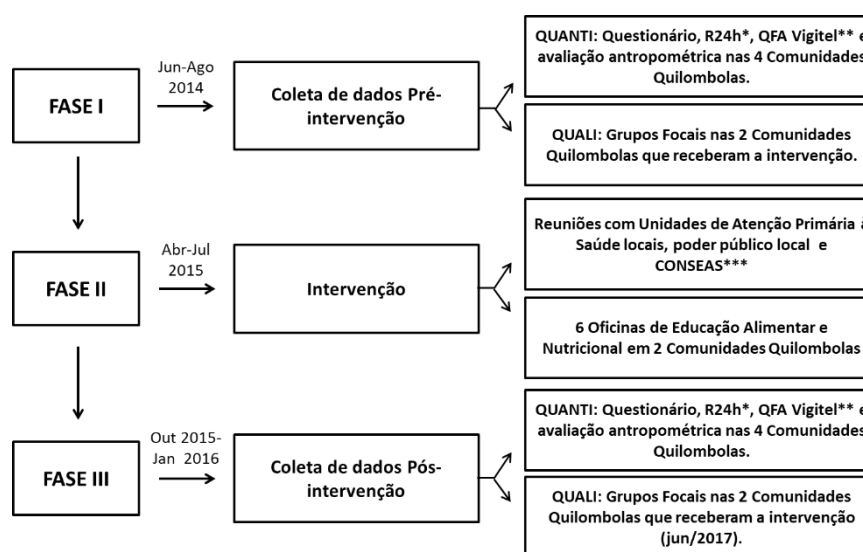 FASE I
Jun-Ago
2014
Coleta de dados Pré-
intervenção
QUANTI: Questionário, R24h*, QFA Vigitel** e
avaliação antropométrica nas 4 Comunidades
Quilombolas.
QUALI: Grupos Focais nas 2 Comunidades
Quilombolas que receberam a intervenção.
FASE II
Abr-Jul
2015
Intervenção
Reuniões com Unidades de Atenção Primária à
Saúde locais, poder público local e
CONSEAS***
6 Oficinas de Educação Alimentar e
Nutricional em 2 Comunidades Quilombolas
FASE III
Out 2015-
Jan 2016
Coleta de dados Pós-
intervenção
QUANTI: Questionário, R24h*, QFA Vigitel** e
avaliação antropométrica nas 4 Comunidades
Quilombolas.
QUALI: Grupos Focais nas 2 Comunidades
Quilombolas que receberam a intervenção
(jun/2017).